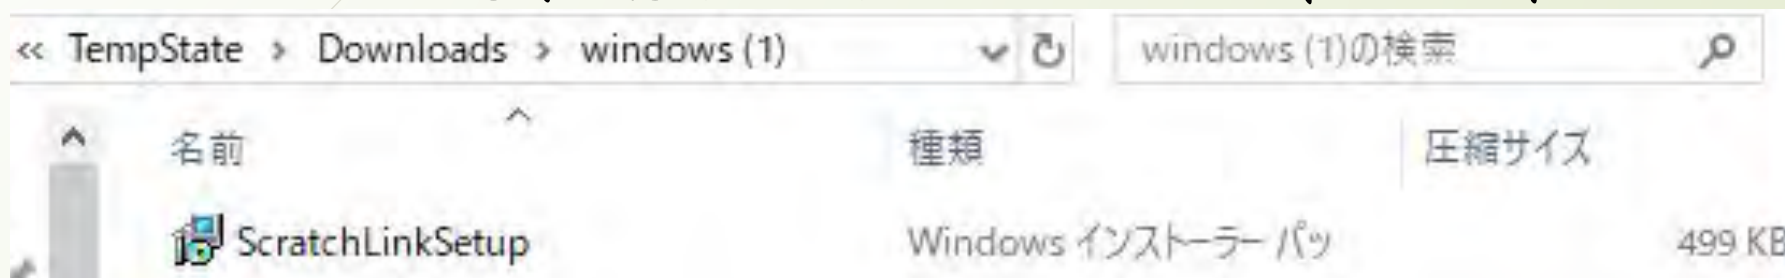 « TempState > Downloads > windows (1) windows (1)の検索
名前 種類 圧縮サイズ
ScratchLinkSetup Windows インストーラー パッ 499 KB